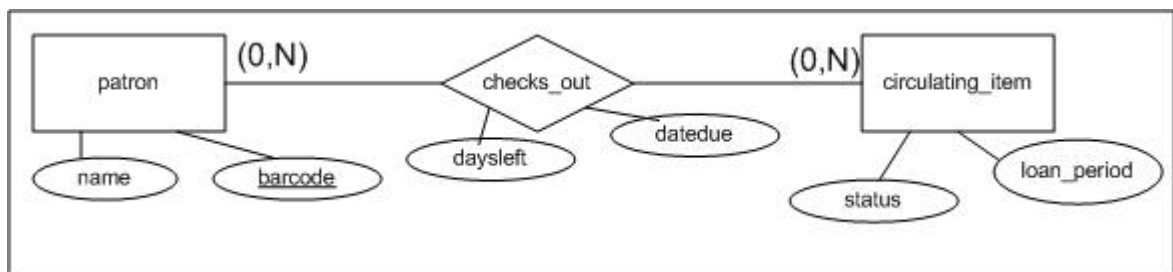 (0,N)
(0,N)
patron
checks_out
circulating_item
datedue
daysleft
name
barcode
loan_period
status